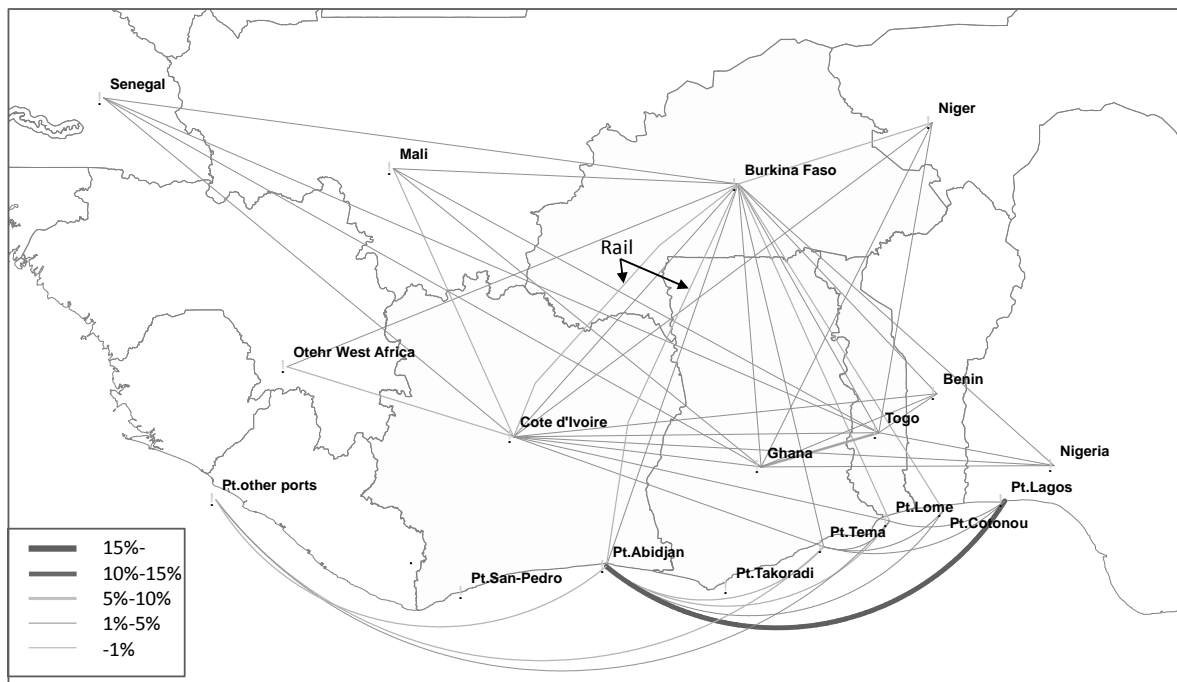 Senegal
Niger
Mali
Burkina Faso
Rail
Otehr West Africa
Benin
Cote d'Ivoire
Togo
Ghana
Nigeria
Pt.other ports
Pt.Lagos
Pt.Lome
Pt.Cotonou
Pt.Tema
Pt.Abidjan
Pt.Takoradi
Pt.San-Pedro
15%-
10%-15%
5%-10%
1%-5%
-1%